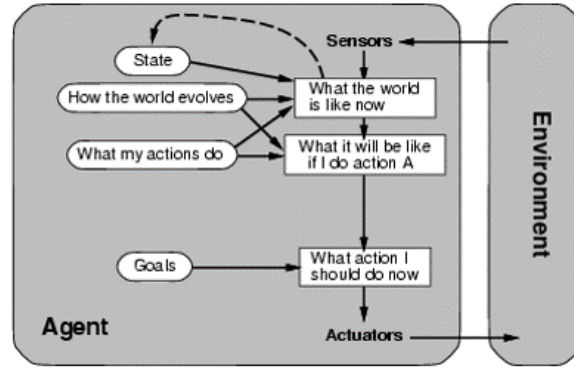 Sensors
State
What the world
is like now
How the world evolves
What it will be like
if I do action A
What my actions do
Environment
What action I
should do now
Goals
Agent
Actuators